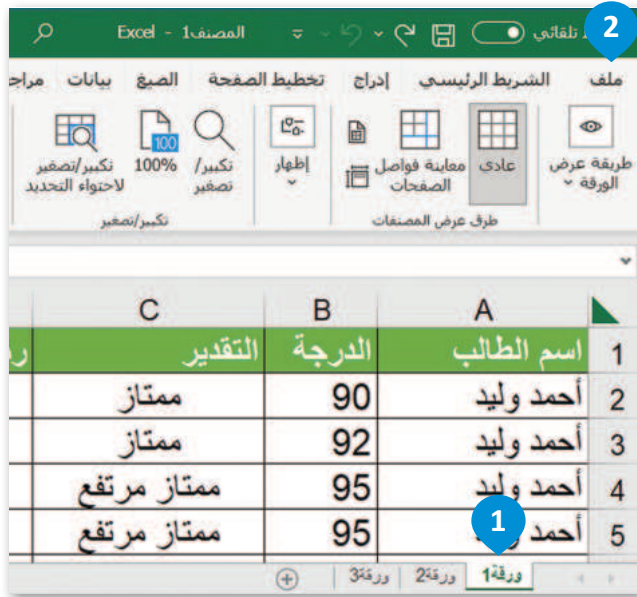 تلقائي المصنف1 - Excel
2
ملف الشريط الرئيسي إدراج تخطيط الصفحة الصيغ بيانات مراجـ
طريقة عرض الورقة
عادي
معاينة فواصل الصفحات
إظهار
تكبير/تصغير
100
100%
تكبير/تصغير لاحتواء التحديد
طرق عرض المصنفات
تكبير/تصغير
A B C
1 اسم الطالب الدرجة التقدير
2 أحمد وليد 90 ممتاز
3 أحمد وليد 92 ممتاز
4 أحمد وليد 95 ممتاز مرتفع
5 أحمد 95 ممتاز مرتفع
1
ورقة1 ورقة2 ورقة3